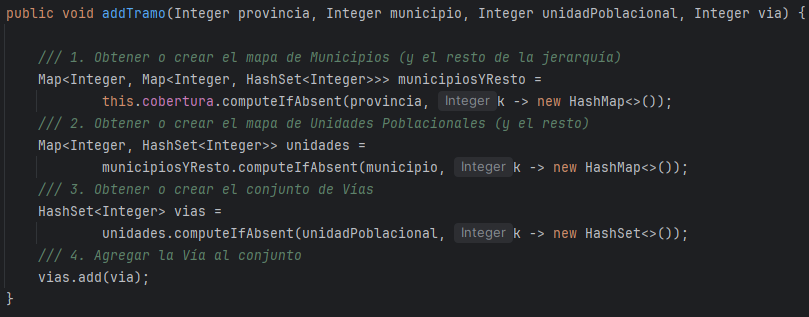 public void addTramo(Integer provincia, Integer municipio, Integer unidadPoblacional, Integer via) {
/// 1. Obtener o crear el mapa de Municipios (y el resto de la jerarquía)
Map<Integer, Map<Integer, HashSet<Integer>>> municipiosYResto =
this.cobertura.computeIfAbsent(provincia, Integer k -> new HashMap<>());
/// 2. Obtener o crear el mapa de Unidades Poblacionales (y el resto)
Map<Integer, HashSet<Integer>> unidades =
municipiosYResto.computeIfAbsent(municipio, Integer k -> new HashMap<>());
/// 3. Obtener o crear el conjunto de Vías
HashSet<Integer> vias =
unidades.computeIfAbsent(unidadPoblacional, Integer k -> new HashSet<>());
/// 4. Agregar la Vía al conjunto
vias.add(via);
}